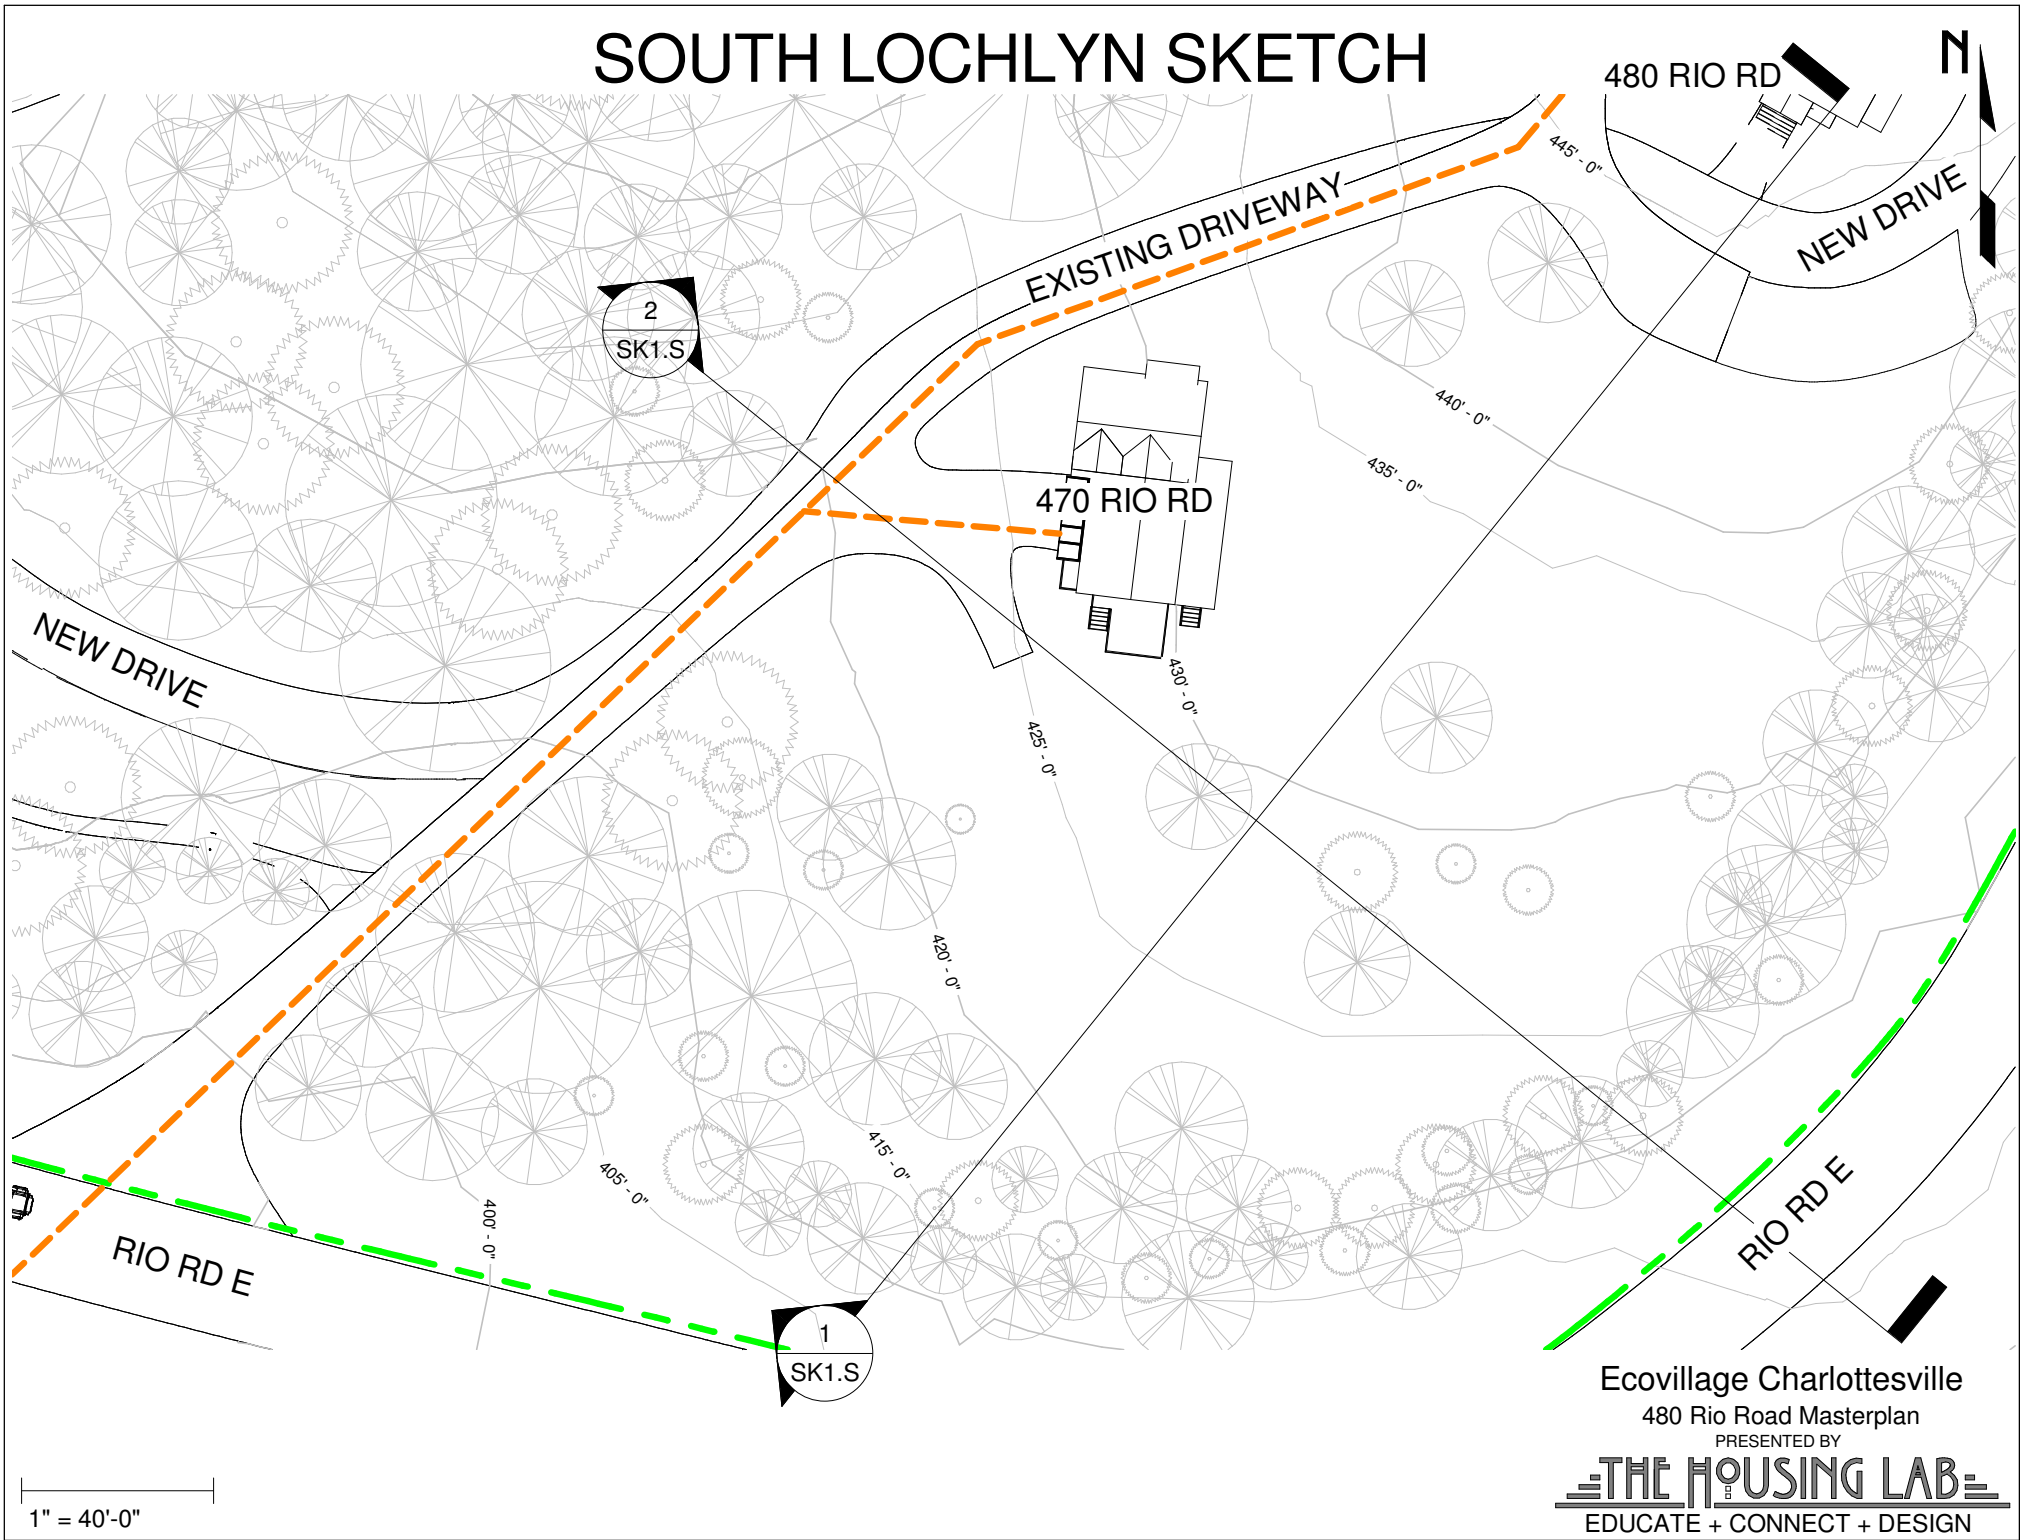 SOUTH LOCHLYN SKETCH
N
480 RIO RD
445' - 0"
NEW DRIVE
EXISTING DRIVEWAY
2
SK1.S
440' - 0"
435' - 0"
470 RIO RD
NEW DRIVE
430' - 0"
425' - 0"
420' - 0"
415' - 0"
405' - 0"
400' - 0"
RIO RD E
RIO RD E
1
SK1.S
Ecovillage Charlottesville
480 Rio Road Masterplan
PRESENTED BY
THE HOUSING LAB
EDUCATE + CONNECT + DESIGN
1" = 40'-0"